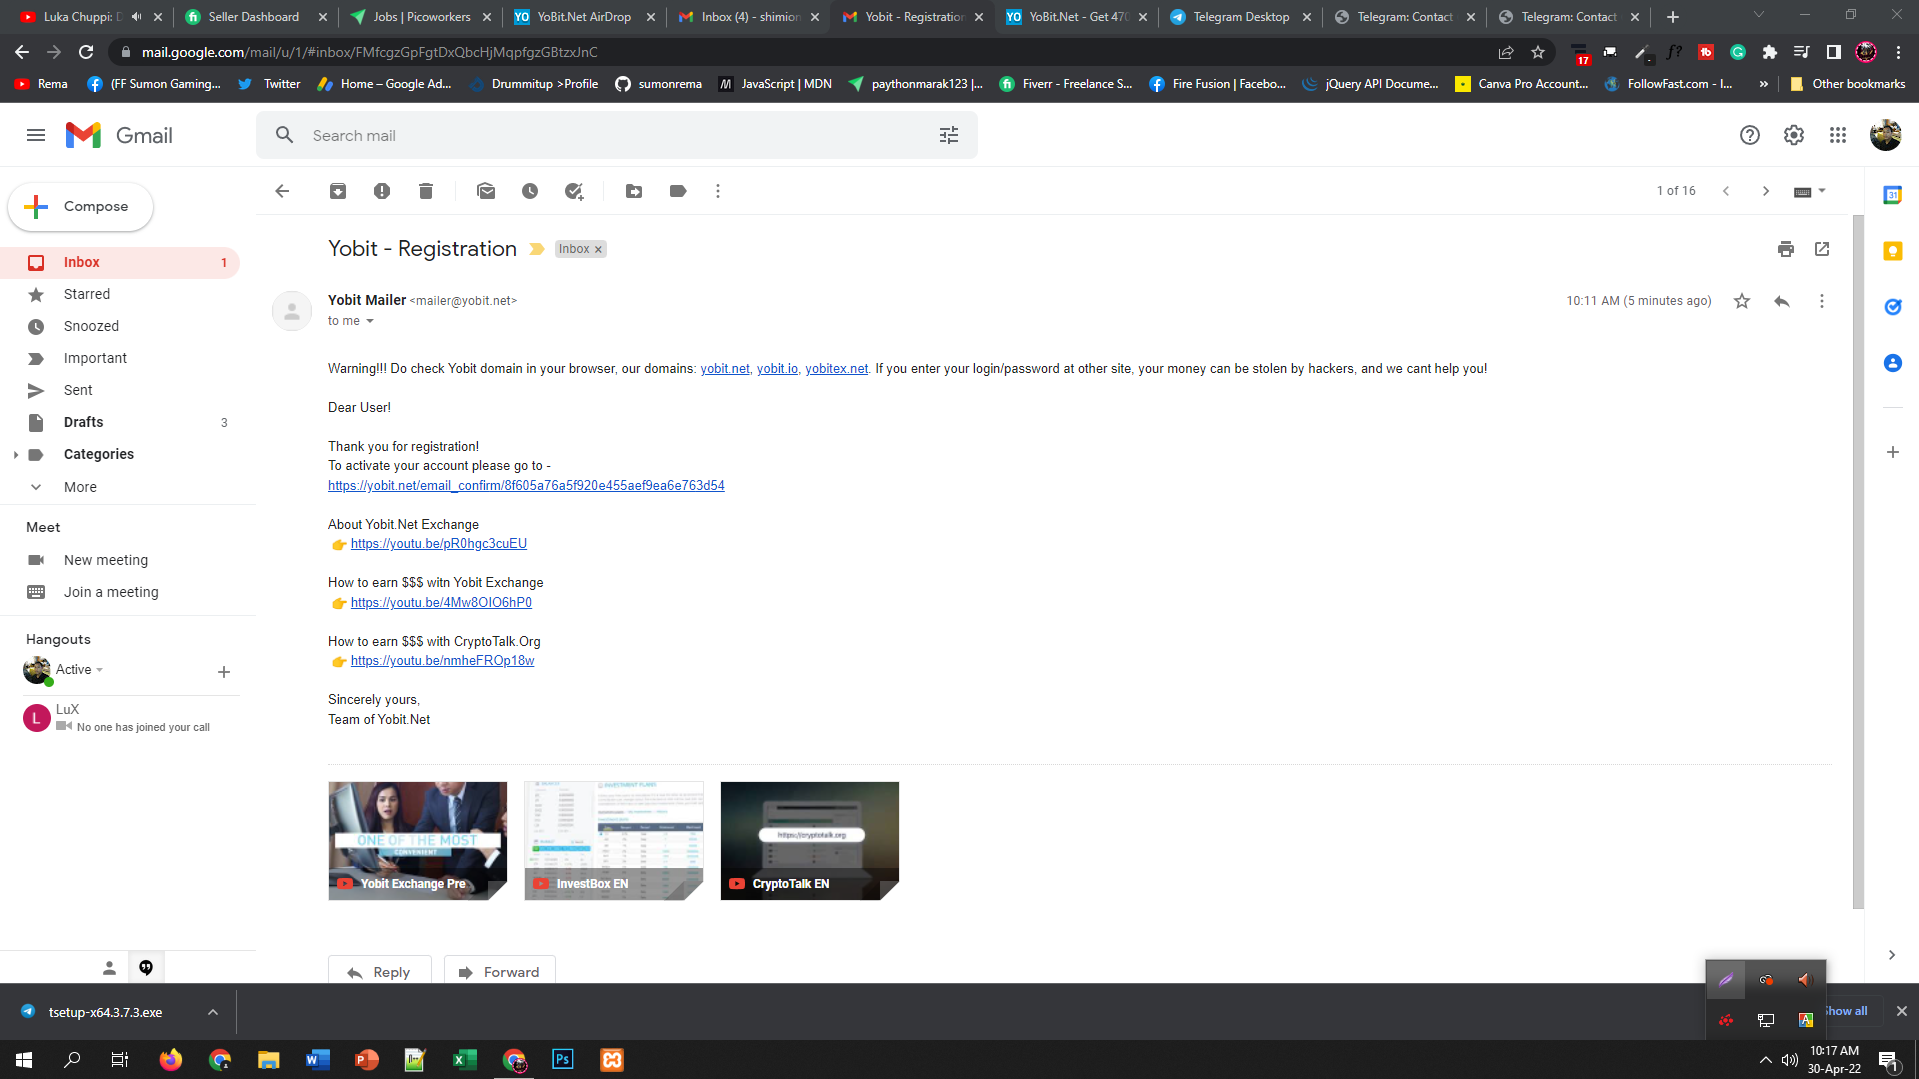 Luka Chuppi: D
Seller Dashboard
Jobs | Picoworkers
YoBit.Net AirDrop
Inbox (4) - shimion
Yobit - Registration
YoBit.Net - Get 470
Telegram Desktop
Telegram: Contact
Telegram: Contact
mail.google.com/mail/u/1/#inbox/FMfcgzGpFgtDxQbcHjMqpfgzGBtzxJnC
17
Rema
(FF Sumon Gaming...
Twitter
Home – Google Ad...
Drummitup >Profile
sumonrema
JavaScript | MDN
paythonmarak123 |...
Fiverr - Freelance S...
Fire Fusion | Facebo...
jQuery API Docume...
Canva Pro Account...
FollowFast.com - I...
»
Other bookmarks
Gmail
Search mail
Compose
1 of 16
31
Yobit - Registration
Inbox ×
Inbox 1
Starred
Snoozed
Important
Sent
Drafts 3
Categories
More
Meet
New meeting
Join a meeting
Hangouts
Active
L
LuX
No one has joined your call
Yobit Mailer <mailer@yobit.net>
10:11 AM (5 minutes ago)
to me
Warning!!! Do check Yobit domain in your browser, our domains: yobit.net, yobit.io, yobitex.net. If you enter your login/password at other site, your money can be stolen by hackers, and we cant help you!
Dear User!
Thank you for registration!
To activate your account please go to -
https://yobit.net/email_confirm/8f605a76a5f920e455aef9ea6e763d54
About Yobit.Net Exchange
👉 https://youtu.be/pR0hgc3cuEU
How to earn $$$ witn Yobit Exchange
👉 https://youtu.be/4Mw8OIO6hP0
How to earn $$$ with CryptoTalk.Org
👉 https://youtu.be/nmheFROp18w
Sincerely yours,
Team of Yobit.Net
ONE OF THE MOST
CONVENIENT
Yobit Exchange Pre
INVESTMENT PLANS
InvestBox EN
https://cryptotalk.org
CryptoTalk EN
Reply
Forward
tsetup-x64.3.7.3.exe
Show all
10:17 AM
30-Apr-22
1